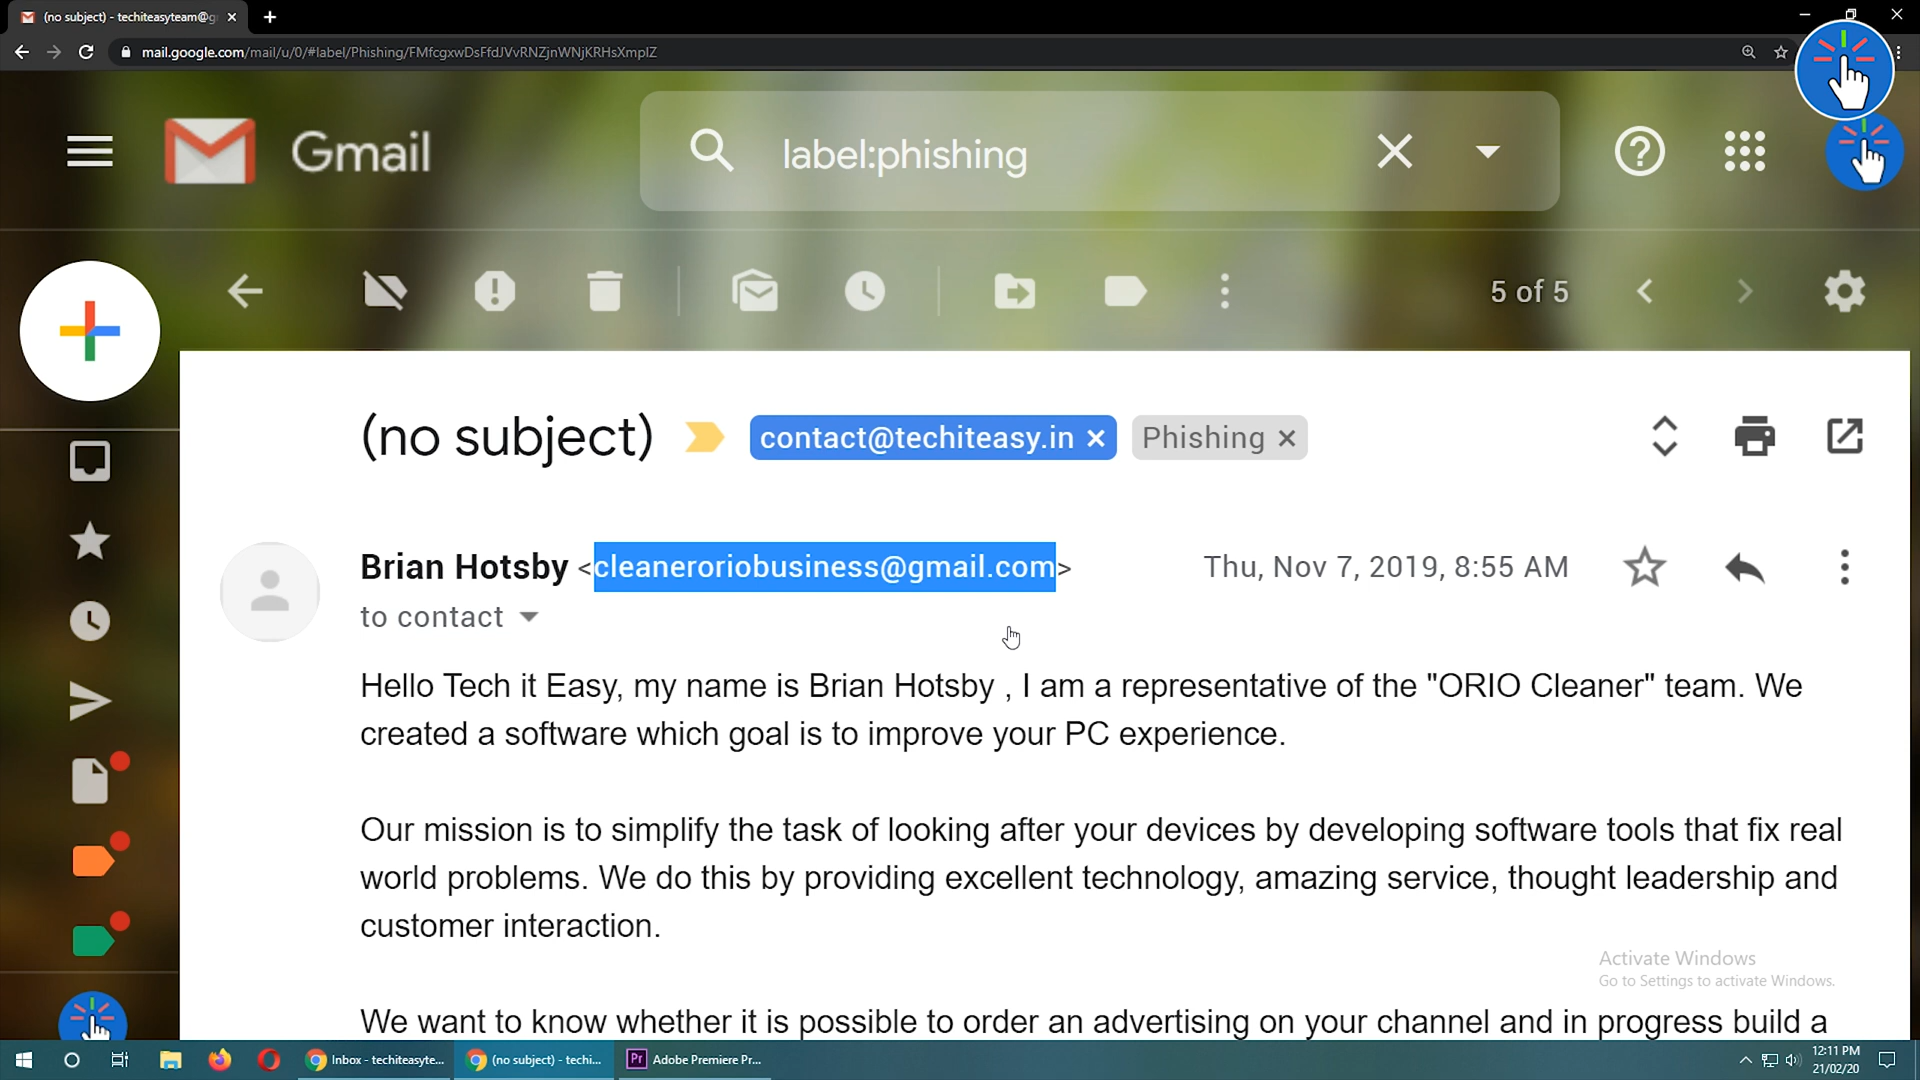 (no subject) - techiteasyteam@g
mail.google.com/mail/u/0/#label/Phishing/FMfcgxwDsFfdJVvRNZjnWNjKRHsXmplZ
Gmail
label:phishing
5 of 5
(no subject) contact@techiteasy.in × Phishing ×
Brian Hotsby <cleaneroriobusiness@gmail.com> Thu, Nov 7, 2019, 8:55 AM
to contact
Hello Tech it Easy, my name is Brian Hotsby , I am a representative of the "ORIO Cleaner" team. We
created a software which goal is to improve your PC experience.
Our mission is to simplify the task of looking after your devices by developing software tools that fix real
world problems. We do this by providing excellent technology, amazing service, thought leadership and
customer interaction.
Activate Windows
Go to Settings to activate Windows.
We want to know whether it is possible to order an advertising on your channel and in progress build a
Inbox - techiteasyte... (no subject) - techi... Pr Adobe Premiere Pr... 12:11 PM
21/02/20